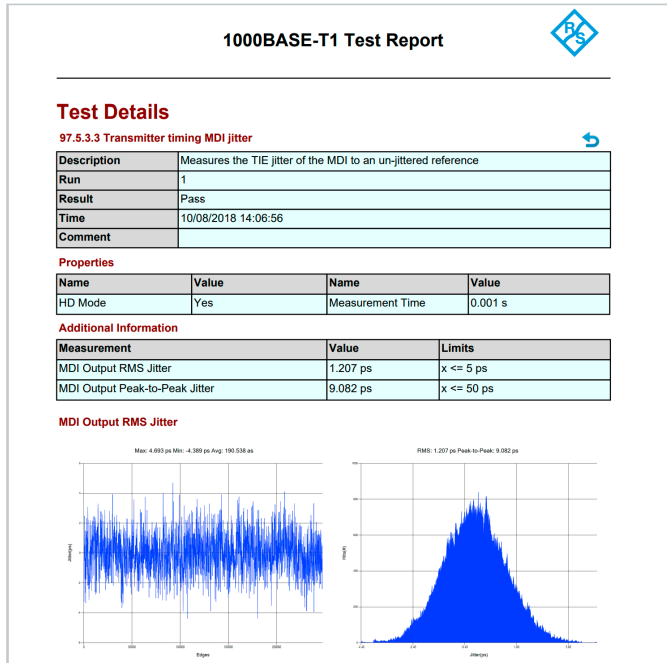 1000BASE-T1 Test Report
R S
Test Details
97.5.3.3 Transmitter timing MDI jitter
Description Measures the TIE jitter of the MDI to an un-jittered reference
Run 1
Result Pass
Time 10/08/2018 14:06:56
Comment
Properties
Name Value Name Value
HD Mode Yes Measurement Time 0.001 s
Additional Information
Measurement Value Limits
MDI Output RMS Jitter 1.207 ps x <= 5 ps
MDI Output Peak-to-Peak Jitter 9.082 ps x <= 50 ps
MDI Output RMS Jitter
Max: 4.693 ps Min: -4.389 ps Avg: 190.538 as
RMS: 1.207 ps Peak-to-Peak: 9.082 ps
Jitter(ps)
Edges
Hits(#)
Jitter(ps)